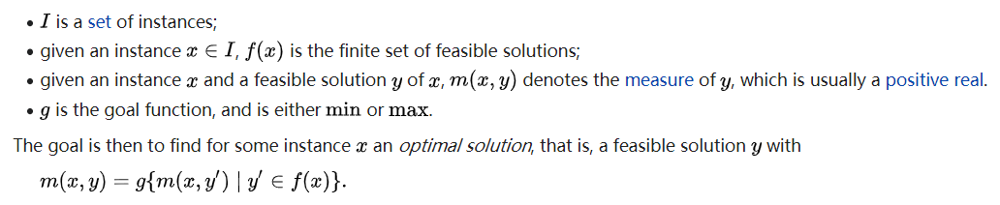 • I is a set of instances;
• given an instance x ∈ I, f(x) is the finite set of feasible solutions;
• given an instance x and a feasible solution y of x, m(x, y) denotes the measure of y, which is usually a positive real.
• g is the goal function, and is either min or max.
The goal is then to find for some instance x an optimal solution, that is, a feasible solution y with
m(x, y) = g{m(x, y′) | y′ ∈ f(x)}.